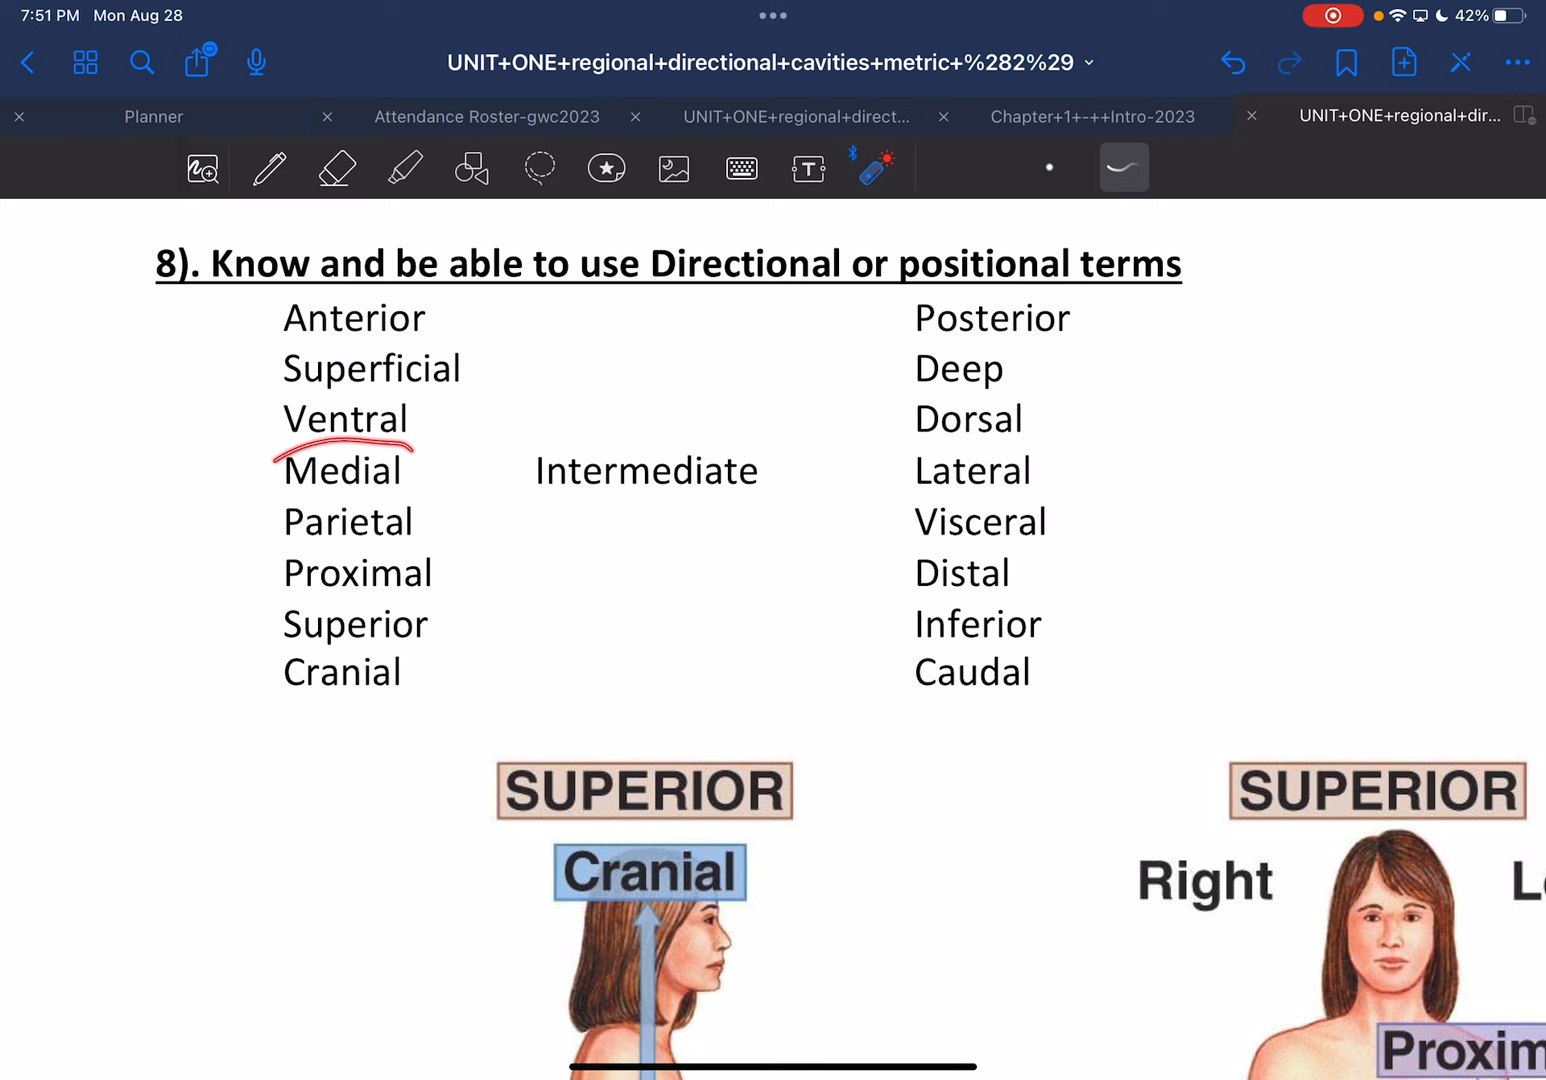 7:51 PM Mon Aug 28
42%
UNIT+ONE+regional+directional+cavities+metric+%282%29
Planner
Attendance Roster-gwc2023
UNIT+ONE+regional+direct...
Chapter+1+-++Intro-2023
UNIT+ONE+regional+dir...
8). Know and be able to use Directional or positional terms
Anterior Posterior
Superficial Deep
Ventral Dorsal
Medial Intermediate Lateral
Parietal Visceral
Proximal Distal
Superior Inferior
Cranial Caudal
SUPERIOR SUPERIOR
Cranial
Right